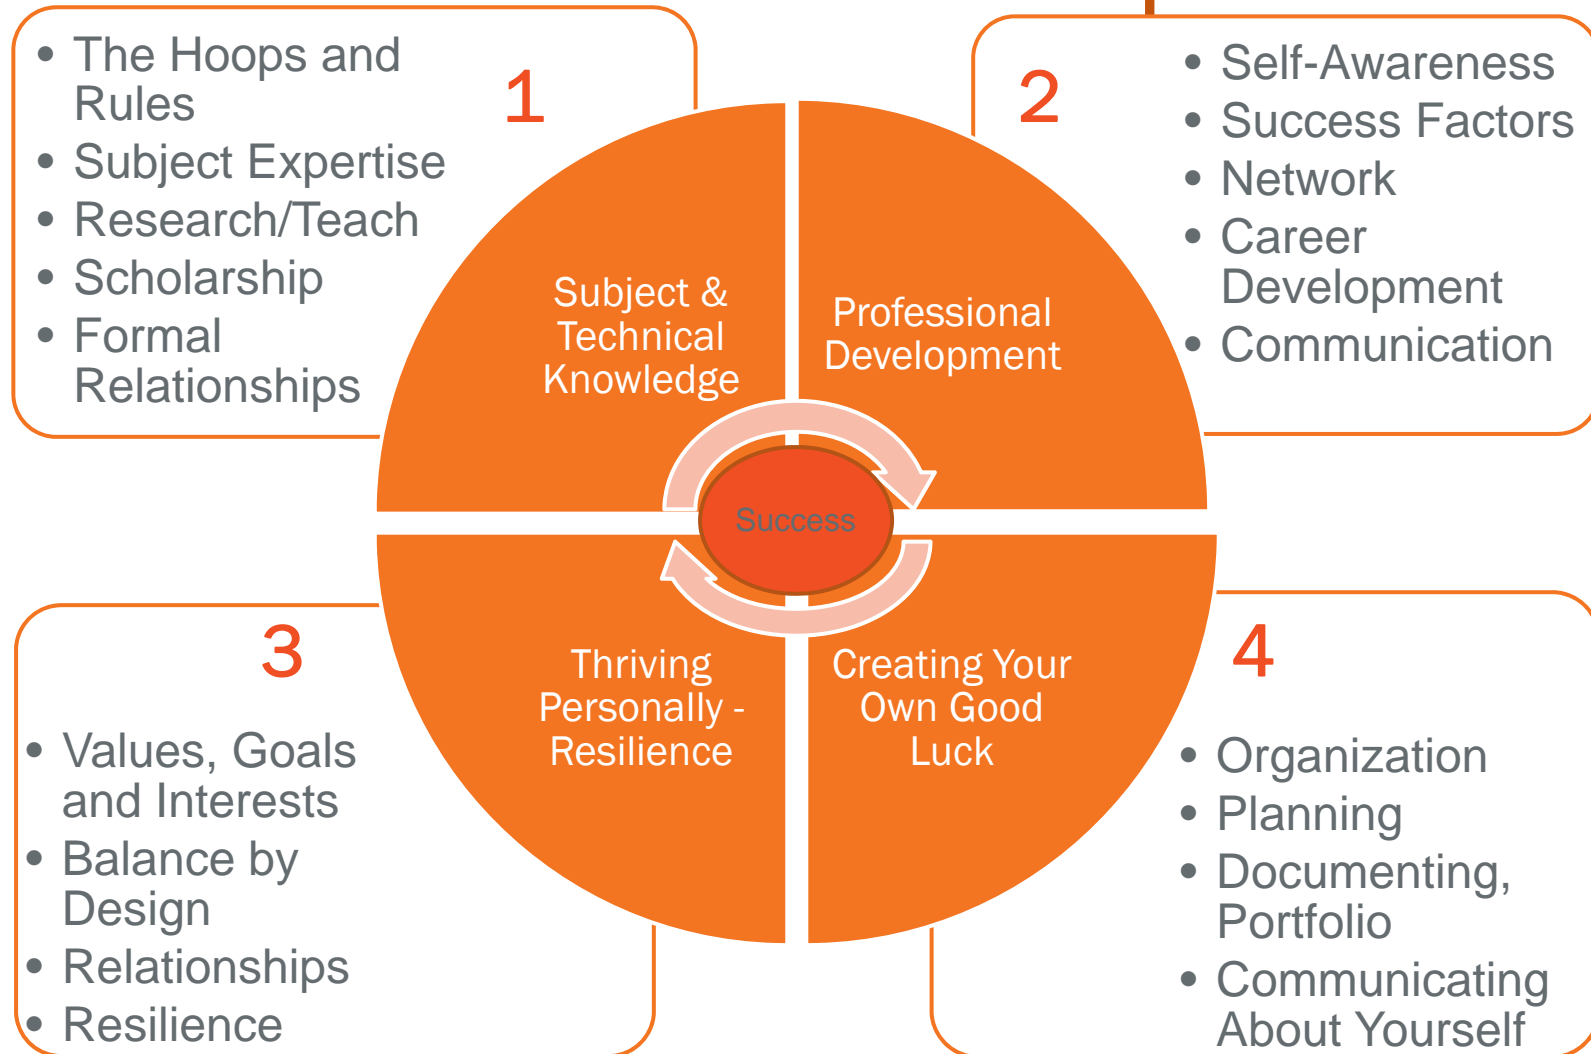 1
• The Hoops and
Rules
• Subject Expertise
• Research/Teach
• Scholarship
• Formal
Relationships
2
• Self-Awareness
• Success Factors
• Network
• Career
Development
• Communication
Subject &
Technical
Knowledge
Professional
Development
Success
Thriving
Personally -
Resilience
Creating Your
Own Good
Luck
3
• Values, Goals
and Interests
• Balance by
Design
• Relationships
• Resilience
4
• Organization
• Planning
• Documenting,
Portfolio
• Communicating
About Yourself